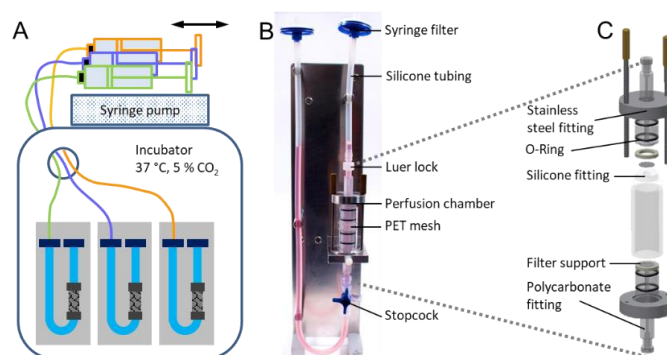 A
Syringe pump
Incubator
37 °C, 5 % CO₂
B
Syringe filter
Silicone tubing
Luer lock
Perfusion chamber
PET mesh
Stopcock
C
Stainless
steel fitting
O-Ring
Silicone fitting
Filter support
Polycarbonate
fitting